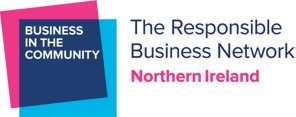 BUSINESS
IN THE
COMMUNITY
The Responsible
Business Network
Northern Ireland